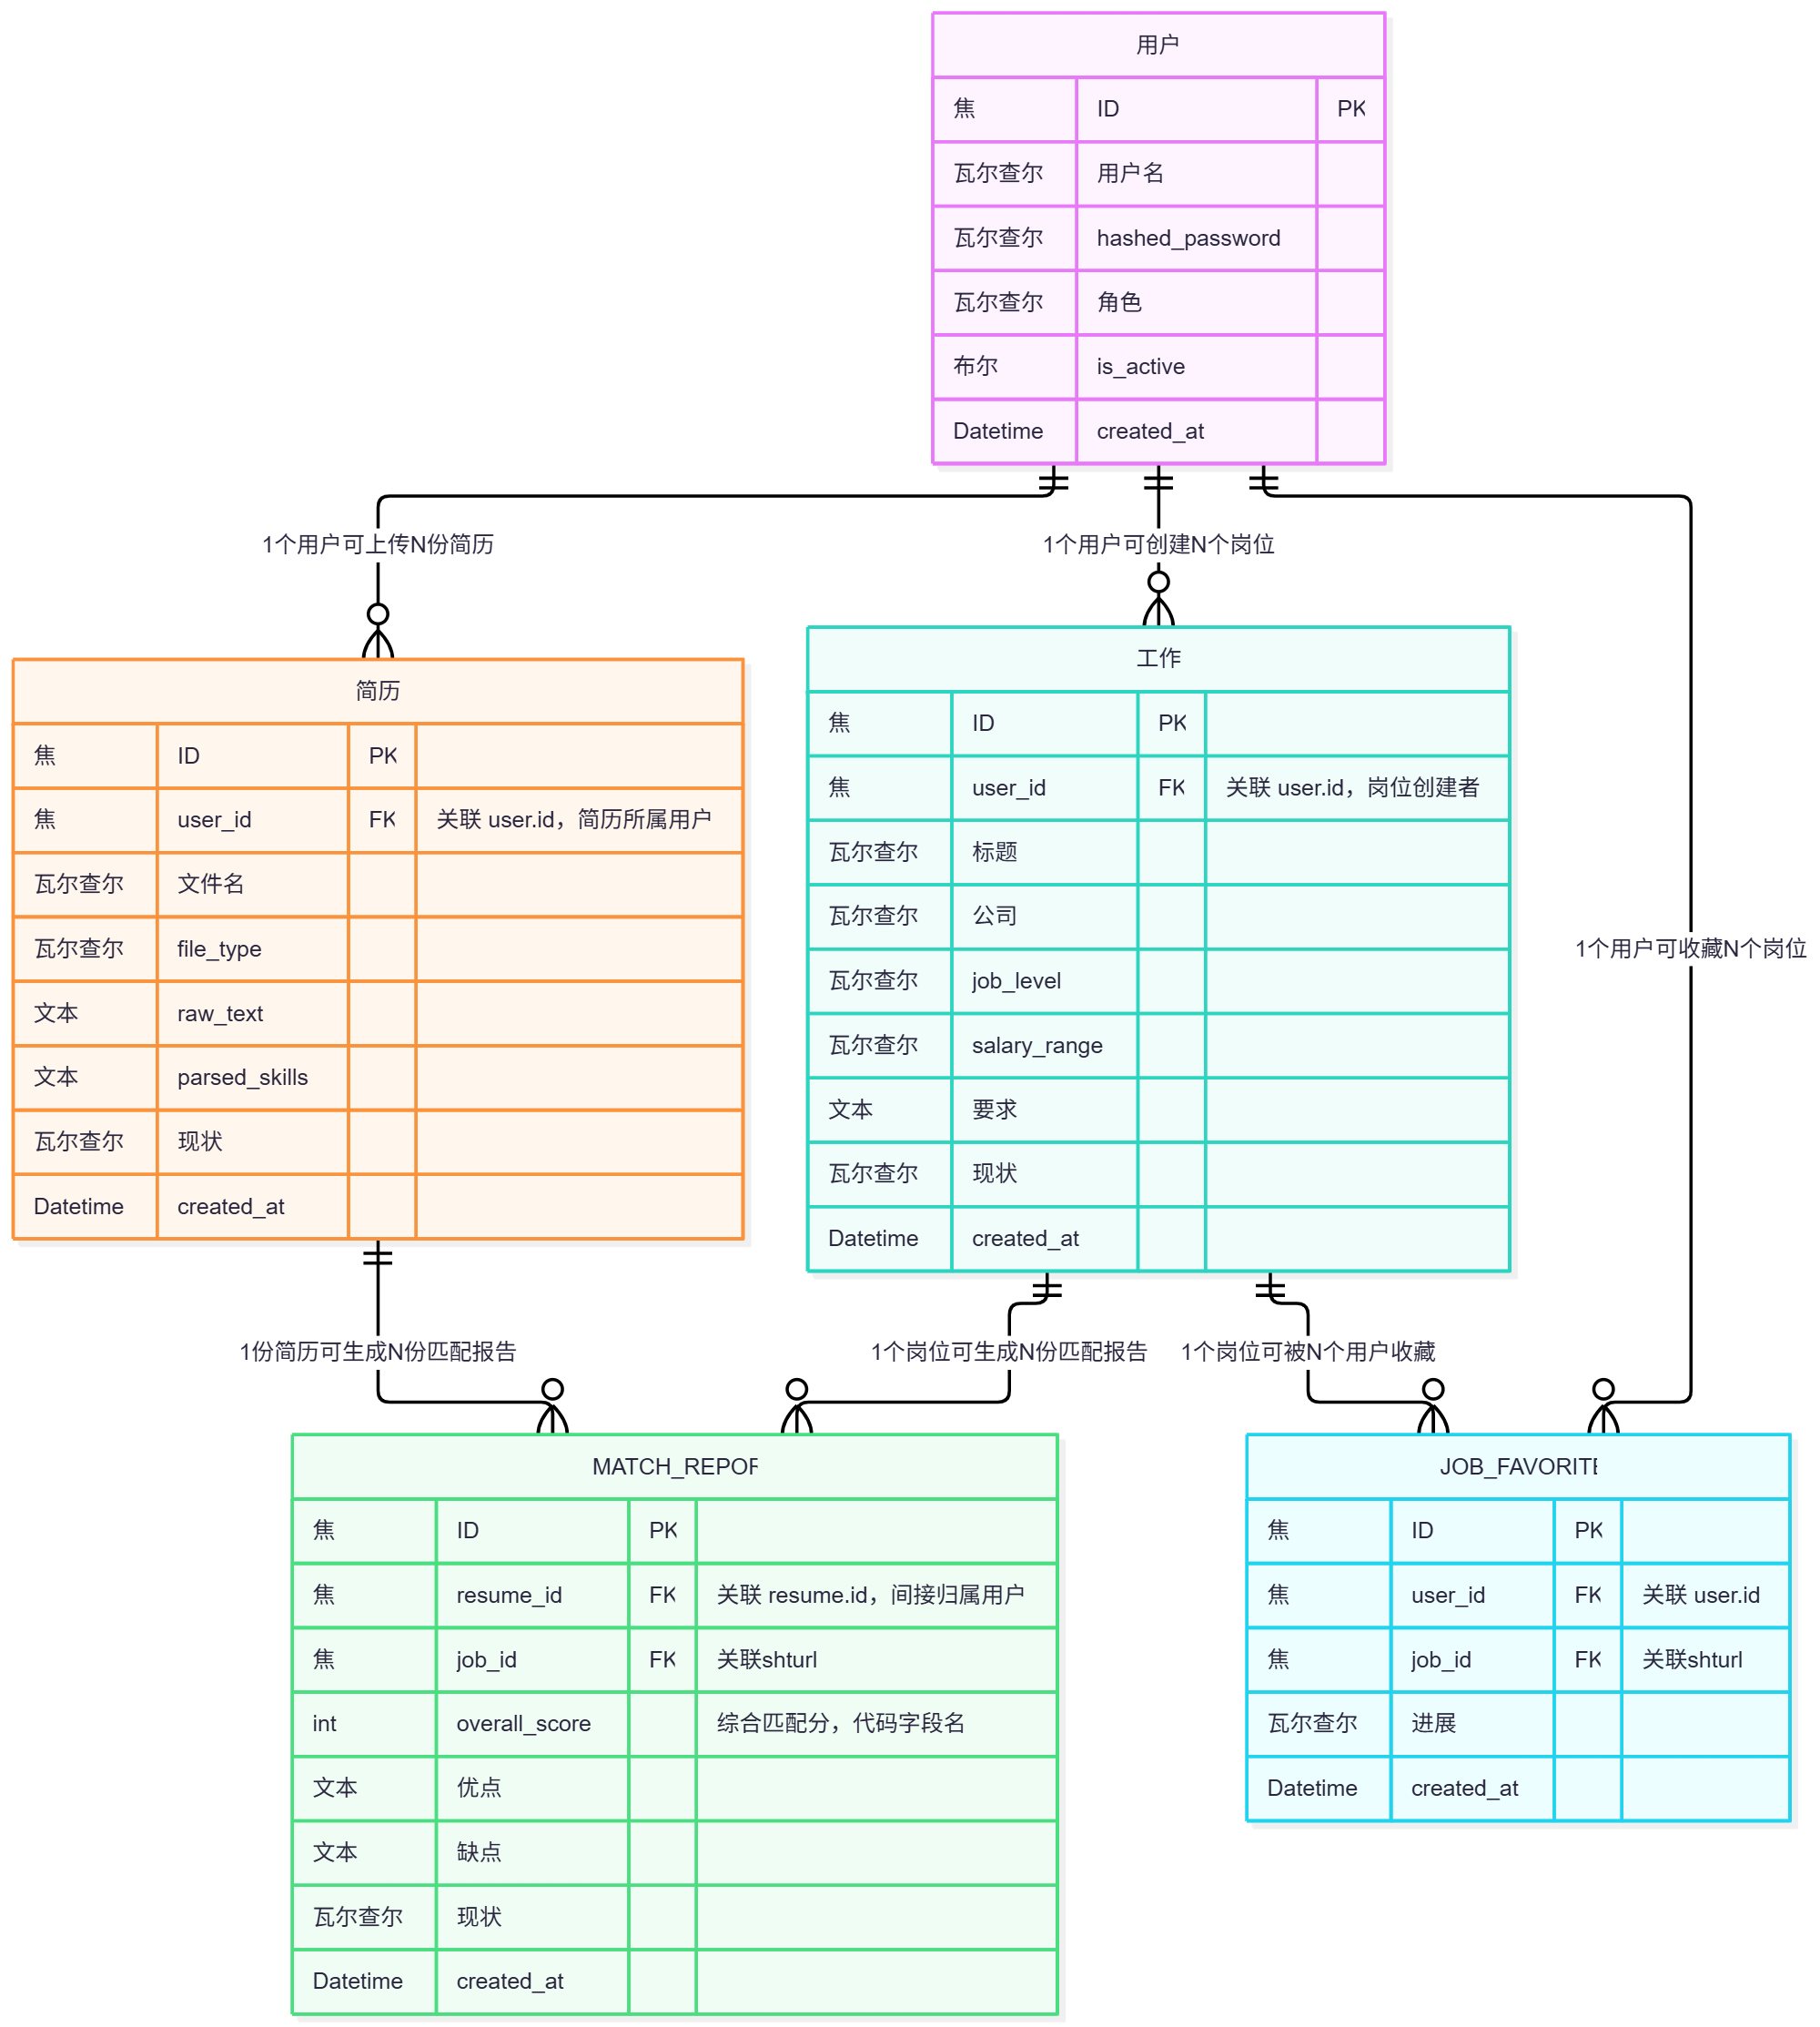 用户
焦 ID PK
瓦尔查尔 用户名
瓦尔查尔 hashed_password
瓦尔查尔 角色
布尔 is_active
Datetime created_at
1个用户可上传N份简历
1个用户可创建N个岗位
1个用户可收藏N个岗位
简历
焦 ID PK
焦 user_id FK 关联 user.id，简历所属用户
瓦尔查尔 文件名
瓦尔查尔 file_type
文本 raw_text
文本 parsed_skills
瓦尔查尔 现状
Datetime created_at
工作
焦 ID PK
焦 user_id FK 关联 user.id，岗位创建者
瓦尔查尔 标题
瓦尔查尔 公司
瓦尔查尔 job_level
瓦尔查尔 salary_range
文本 要求
瓦尔查尔 现状
Datetime created_at
1份简历可生成N份匹配报告
1个岗位可生成N份匹配报告
1个岗位可被N个用户收藏
MATCH_REPOR
焦 ID PK
焦 resume_id FK 关联 resume.id，间接归属用户
焦 job_id FK 关联shturl
int overall_score 综合匹配分，代码字段名
文本 优点
文本 缺点
瓦尔查尔 现状
Datetime created_at
JOB_FAVORITE
焦 ID PK
焦 user_id FK 关联 user.id
焦 job_id FK 关联shturl
瓦尔查尔 进展
Datetime created_at